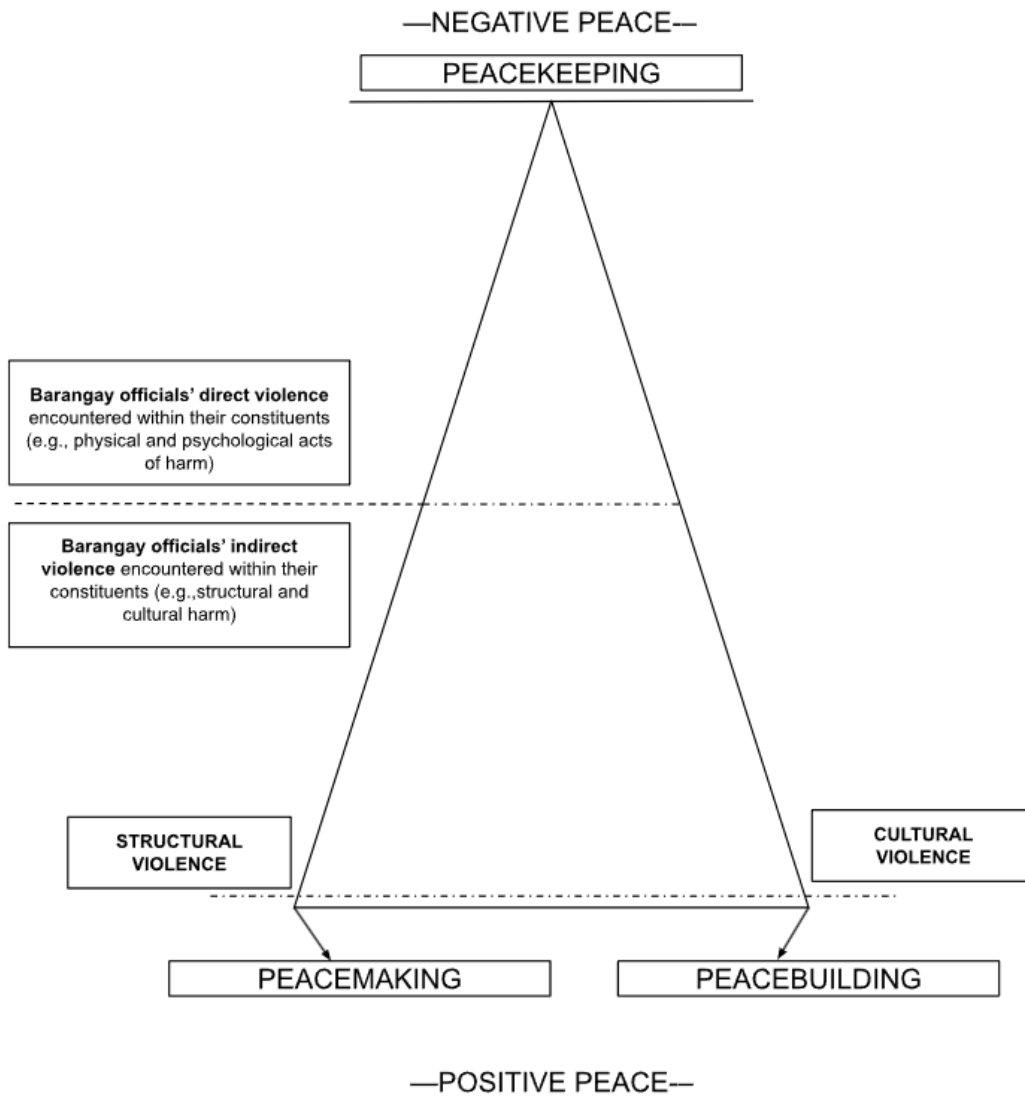 —NEGATIVE PEACE-–
PEACEKEEPING
Barangay officials’ direct violence
encountered within their constituents
(e.g., physical and psychological acts
of harm)
Barangay officials’ indirect
violence encountered within their
constituents (e.g.,structural and
cultural harm)
STRUCTURAL
VIOLENCE
CULTURAL
VIOLENCE
PEACEMAKING
PEACEBUILDING
—POSITIVE PEACE-–